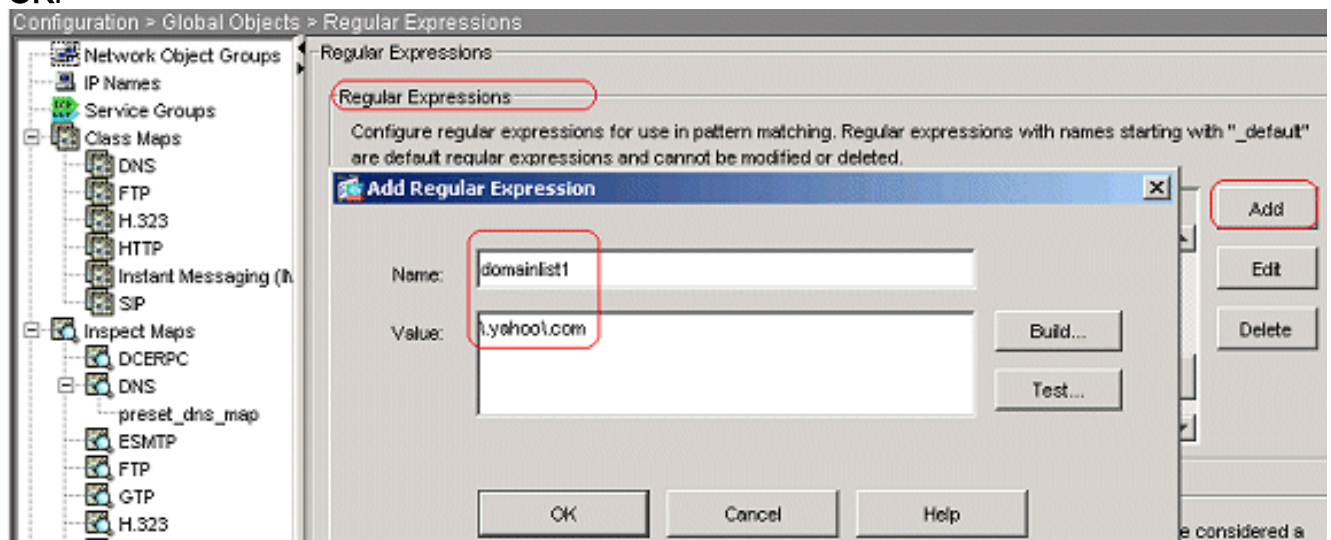 OK.
Configuration > Global Objects > Regular Expressions
Network Object Groups
IP Names
Service Groups
Class Maps
DNS
FTP
H.323
HTTP
Instant Messaging (IM
SIP
Inspect Maps
DCERPC
DNS
preset_dns_map
ESMTP
FTP
GTP
H.323
Regular Expressions
Regular Expressions
Configure regular expressions for use in pattern matching. Regular expressions with names starting with "_default"
are default regular expressions and cannot be modified or deleted.
Add Regular Expression
Name:
domainlist1
Value:
\.yahoo\.com
Build...
Test...
OK
Cancel
Help
Add
Edit
Delete
e considered a